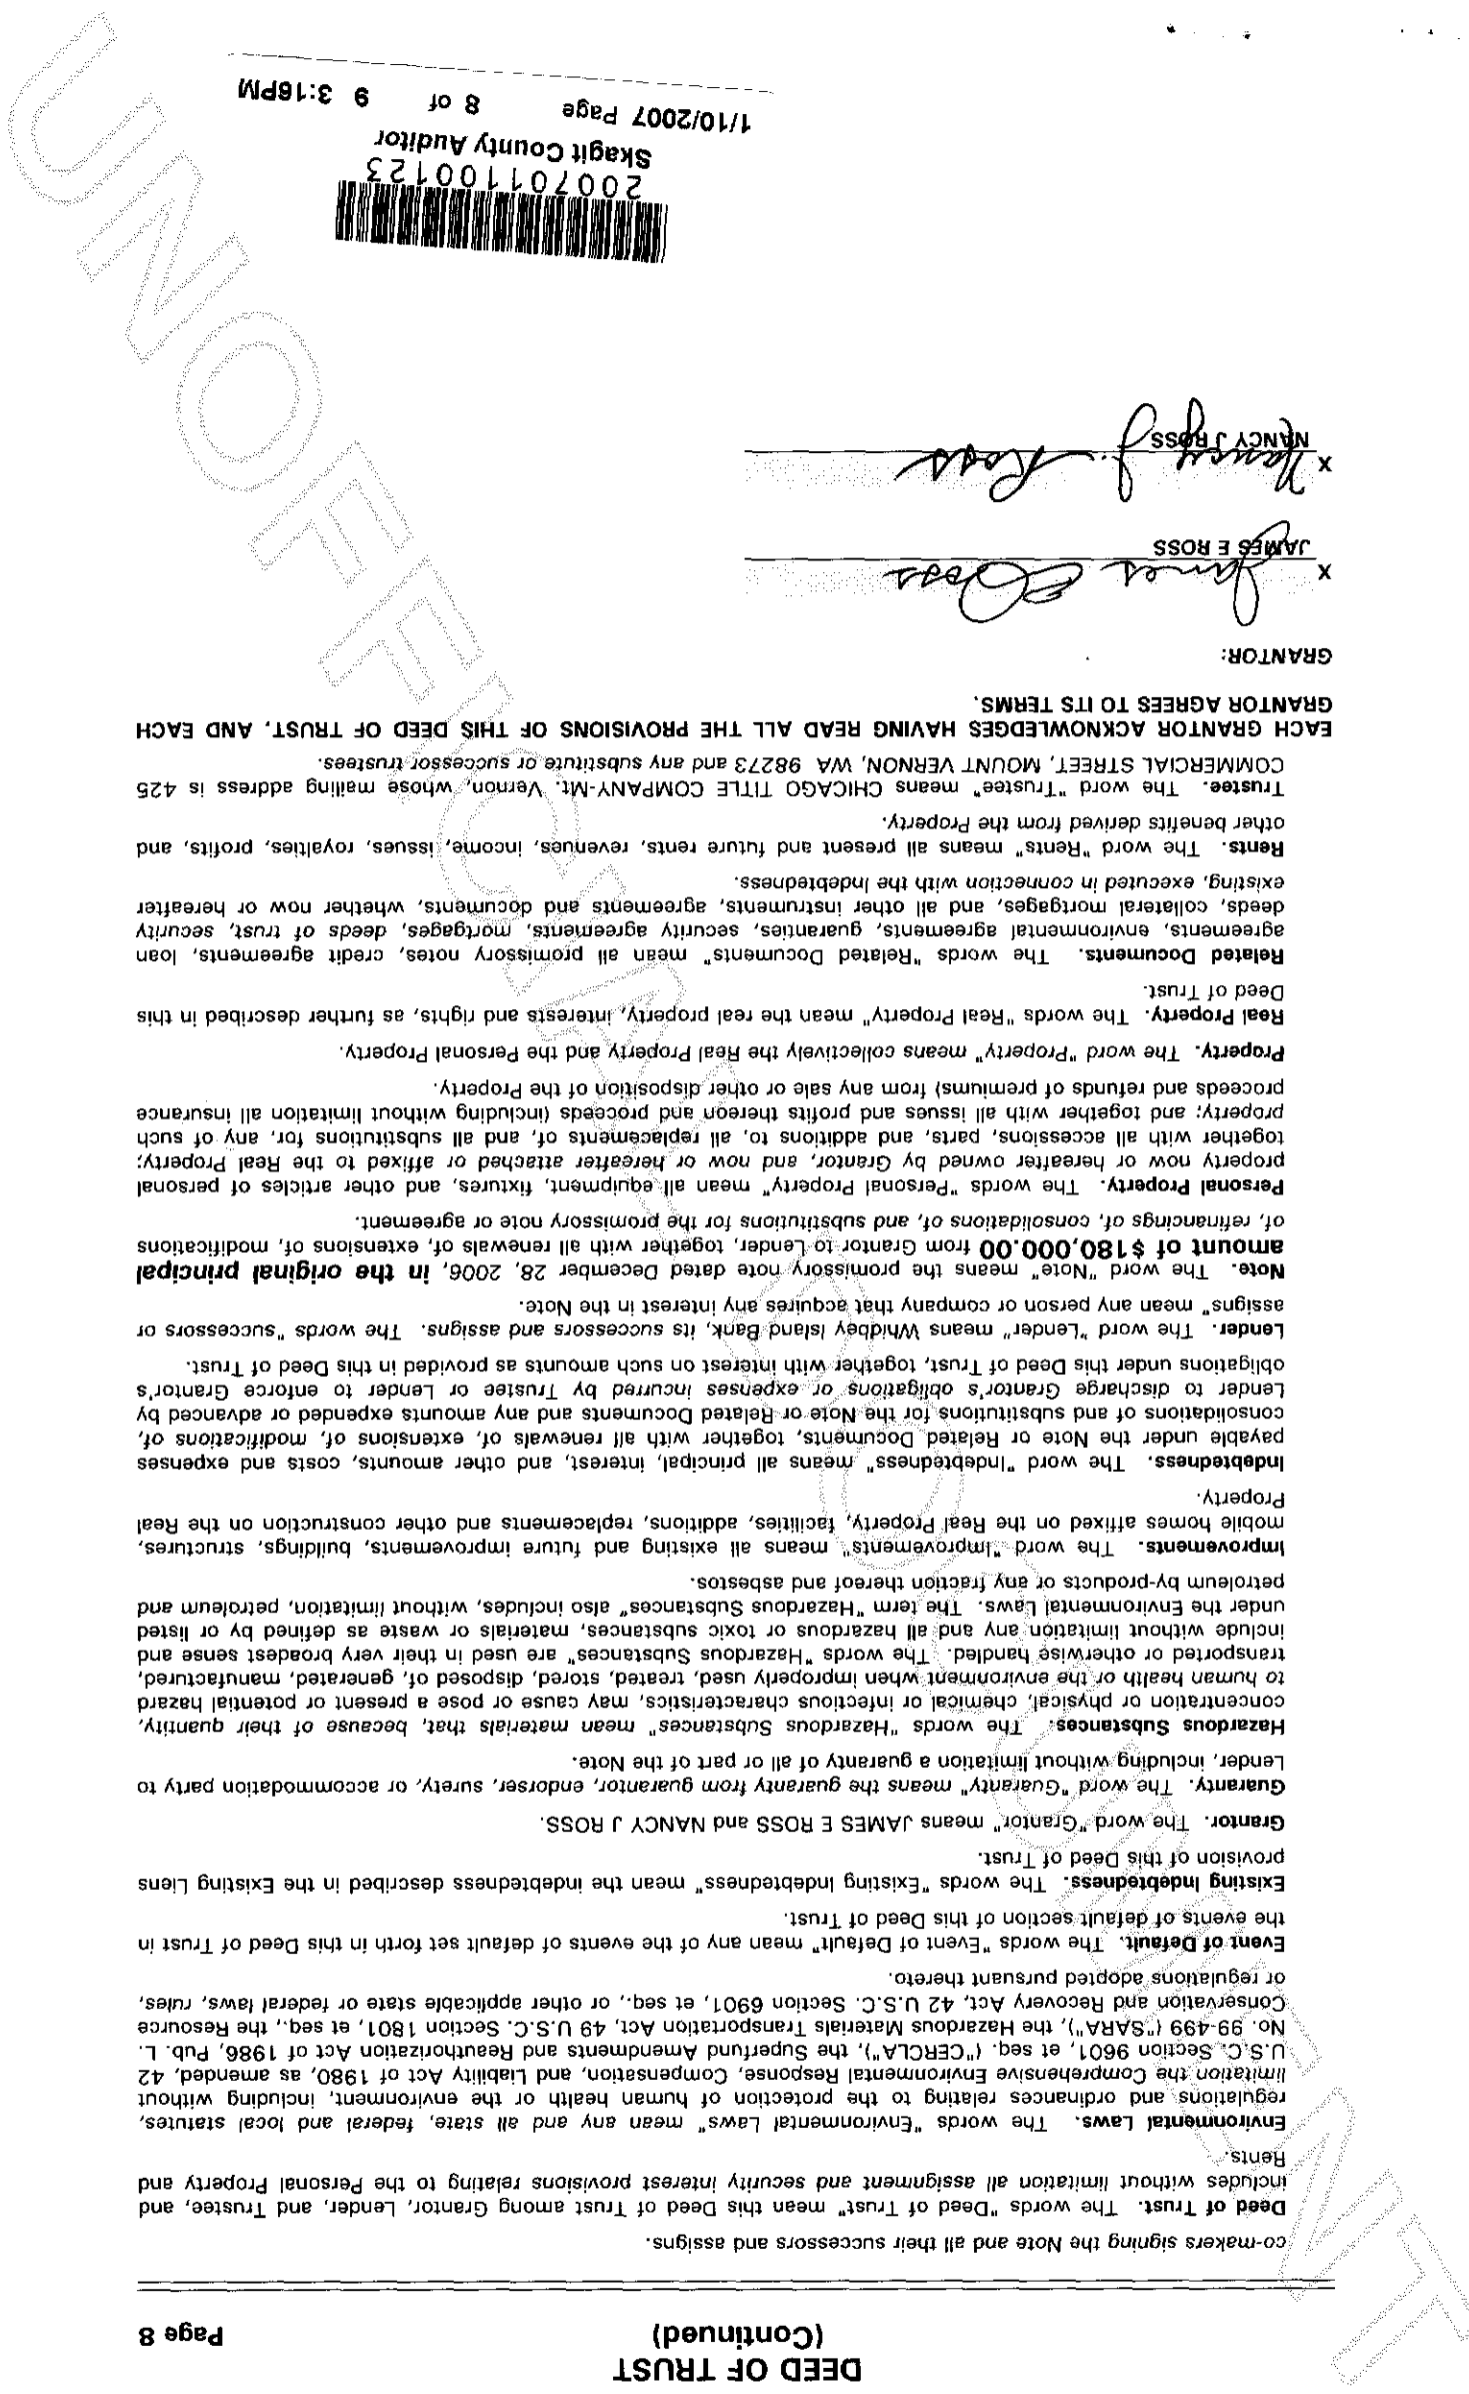 DEED OF TRUST
(Continued)
Page 8
co-makers signing the Note and all their successors and assigns.
Deed of Trust. The words "Deed of Trust" mean this Deed of Trust among Grantor, Lender, and Trustee, and
includes without limitation all assignment and security interest provisions relating to the Personal Property and
Rents.
Environmental Laws. The words "Environmental Laws" mean any and all state, federal and local statutes,
regulations and ordinances relating to the protection of human health or the environment, including without
limitation the Comprehensive Environmental Response, Compensation, and Liability Act of 1980, as amended, 42
U.S.C. Section 9601, et seq. ("CERCLA"), the Superfund Amendments and Reauthorization Act of 1986, Pub. L.
No. 99-499 ("SARA"), the Hazardous Materials Transportation Act, 49 U.S.C. Section 1801, et seq., the Resource
Conservation and Recovery Act, 42 U.S.C. Section 6901, et seq., or other applicable state or federal laws, rules,
or regulations adopted pursuant thereto.
Event of Default. The words "Event of Default" mean any of the events of default set forth in this Deed of Trust in
the events of default section of this Deed of Trust.
Existing Indebtedness. The words "Existing Indebtedness" mean the indebtedness described in the Existing Liens
provision of this Deed of Trust.
Grantor. The word "Grantor" means JAMES E ROSS and NANCY J ROSS.
Guaranty. The word "Guaranty" means the guaranty from guarantor, endorser, surety, or accommodation party to
Lender, including without limitation a guaranty of all or part of the Note.
Hazardous Substances. The words "Hazardous Substances" mean materials that, because of their quantity,
concentration or physical, chemical or infectious characteristics, may cause or pose a present or potential hazard
to human health or the environment when improperly used, treated, stored, disposed of, generated, manufactured,
transported or otherwise handled. The words "Hazardous Substances" are used in their very broadest sense and
include without limitation any and all hazardous or toxic substances, materials or waste as defined by or listed
under the Environmental Laws. The term "Hazardous Substances" also includes, without limitation, petroleum and
petroleum by-products or any fraction thereof and asbestos.
Improvements. The word "Improvements" means all existing and future improvements, buildings, structures,
mobile homes affixed on the Real Property, facilities, additions, replacements and other construction on the Real
Property.
Indebtedness. The word "Indebtedness" means all principal, interest, and other amounts, costs and expenses
payable under the Note or Related Documents, together with all renewals of, extensions of, modifications of,
consolidations of and substitutions for the Note or Related Documents and any amounts expended or advanced by
Lender to discharge Grantor's obligations or expenses incurred by Trustee or Lender to enforce Grantor's
obligations under this Deed of Trust, together with interest on such amounts as provided in this Deed of Trust.
Lender. The word "Lender" means Whidbey Island Bank, its successors and assigns. The words "successors or
assigns" mean any person or company that acquires any interest in the Note.
Note. The word "Note" means the promissory note dated December 28, 2006, in the original principal
amount of $180,000.00 from Grantor to Lender, together with all renewals of, extensions of, modifications
of, refinancings of, consolidations of, and substitutions for the promissory note or agreement.
Personal Property. The words "Personal Property" mean all equipment, fixtures, and other articles of personal
property now or hereafter owned by Grantor, and now or hereafter attached or affixed to the Real Property;
together with all accessions, parts, and additions to, all replacements of, and all substitutions for, any of such
property; and together with all issues and profits thereon and proceeds (including without limitation all insurance
proceeds and refunds of premiums) from any sale or other disposition of the Property.
Property. The word "Property" means collectively the Real Property and the Personal Property.
Real Property. The words "Real Property" mean the real property, interests and rights, as further described in this
Deed of Trust.
Related Documents. The words "Related Documents" mean all promissory notes, credit agreements, loan
agreements, environmental agreements, guaranties, security agreements, mortgages, deeds of trust, security
deeds, collateral mortgages, and all other instruments, agreements and documents, whether now or hereafter
existing, executed in connection with the Indebtedness.
Rents. The word "Rents" means all present and future rents, revenues, income, issues, royalties, profits, and
other benefits derived from the Property.
Trustee. The word "Trustee" means CHICAGO TITLE COMPANY-Mt. Vernon, whose mailing address is 425
COMMERCIAL STREET, MOUNT VERNON, WA 98273 and any substitute or successor trustees.
EACH GRANTOR ACKNOWLEDGES HAVING READ ALL THE PROVISIONS OF THIS DEED OF TRUST, AND EACH
GRANTOR AGREES TO ITS TERMS.
GRANTOR:
X James E Ross
JAMES E ROSS
X Nancy J. Ross
NANCY J ROSS
200701100123
Skagit County Auditor
1/10/2007 Page 8 of 9 3:16PM
UNOFFICIAL DOCUMENT